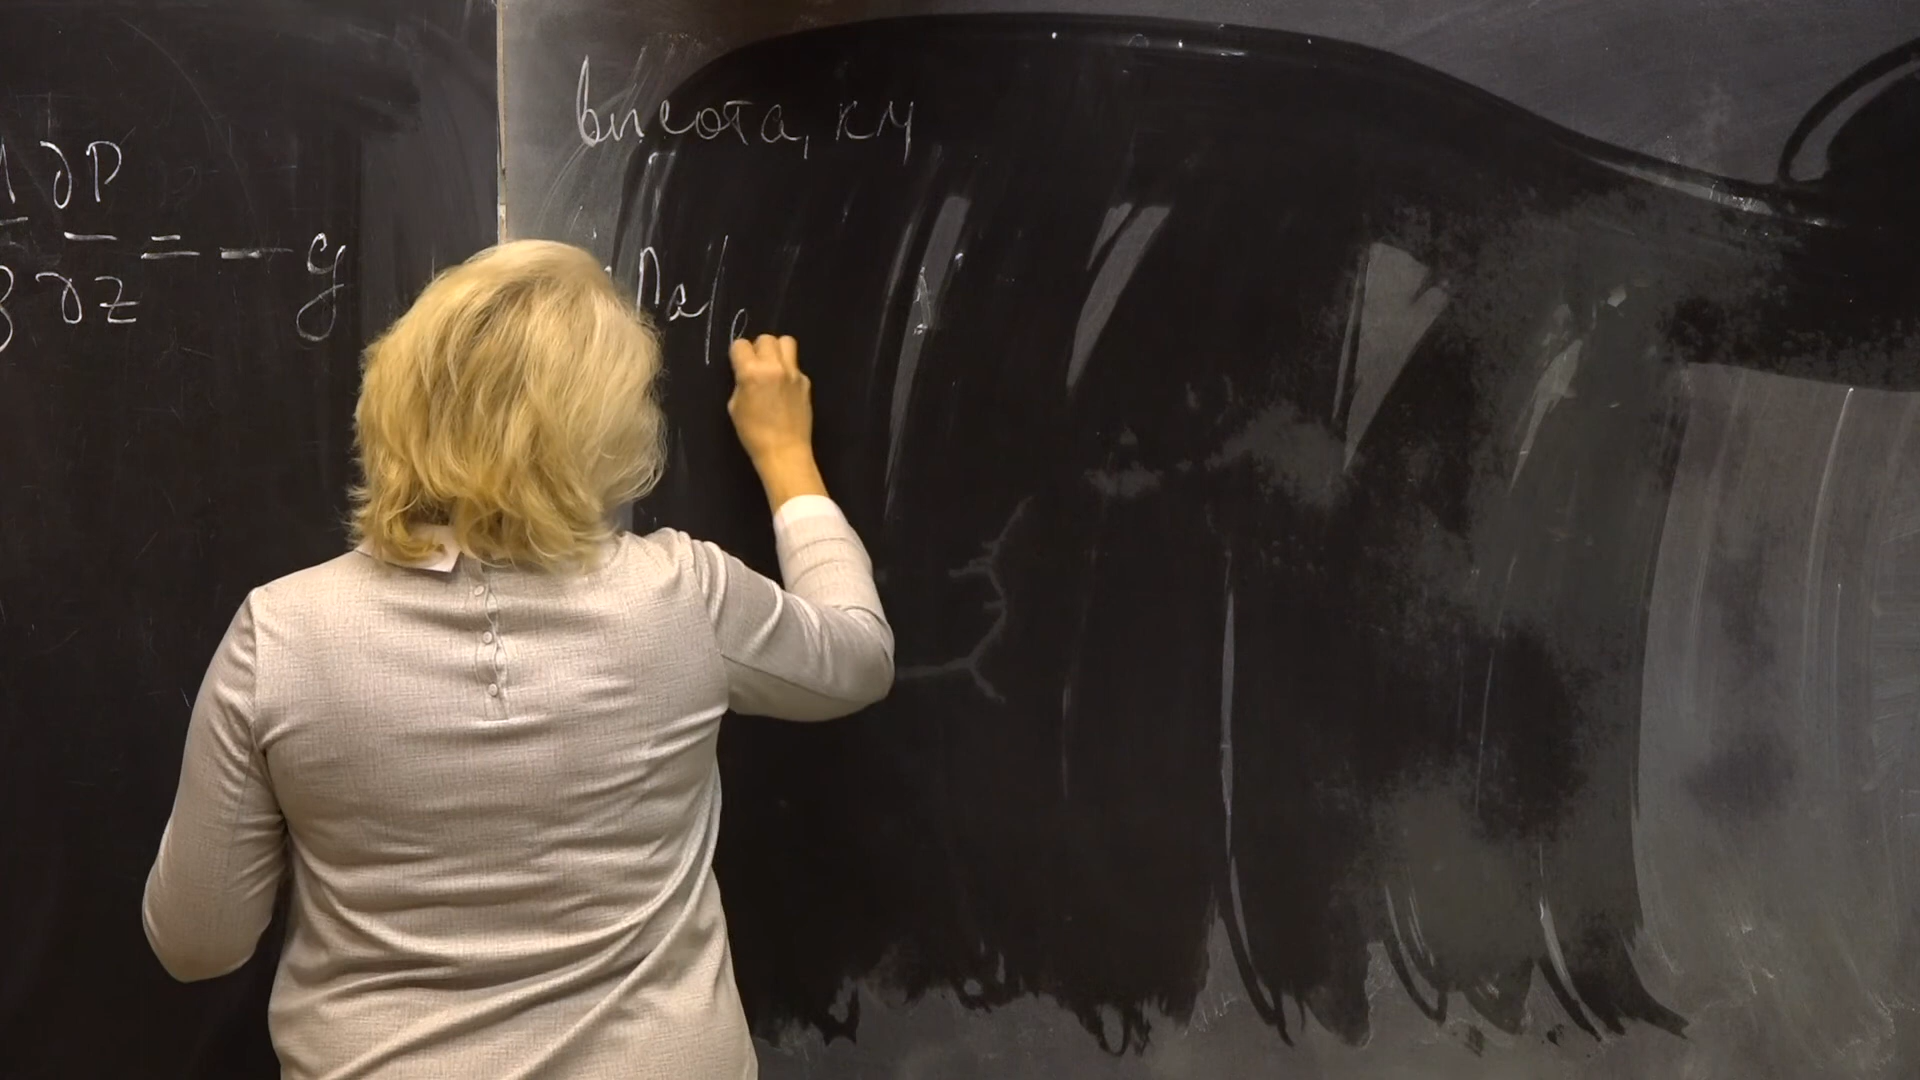 1 ∂P
— — = — g
∂z
высота, км
Па/